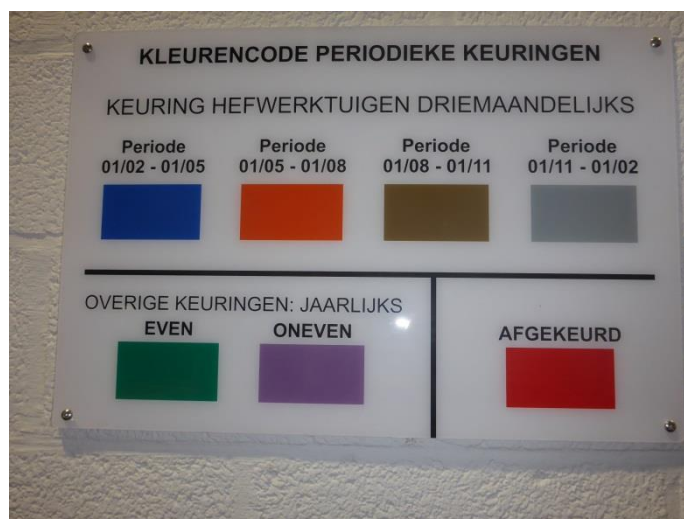 KLEURENCODE PERIODIEKE KEURINGEN
KEURING HEFWERKTUIGEN DRIEMAANDELIJKS
Periode
01/02 - 01/05
Periode
01/05 - 01/08
Periode
01/08 - 01/11
Periode
01/11 - 01/02
OVERIGE KEURINGEN: JAARLIJKS
EVEN
ONEVEN
AFGEKEURD